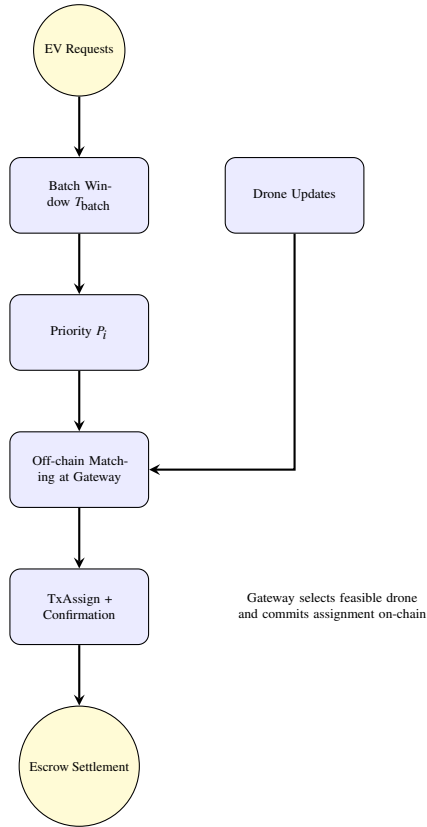 EV Requests
Batch Win-
dow T_batch
Drone Updates
Priority P_i
Off-chain Match-
ing at Gateway
TxAssign +
Confirmation
Gateway selects feasible drone
and commits assignment on-chain
Escrow Settlement